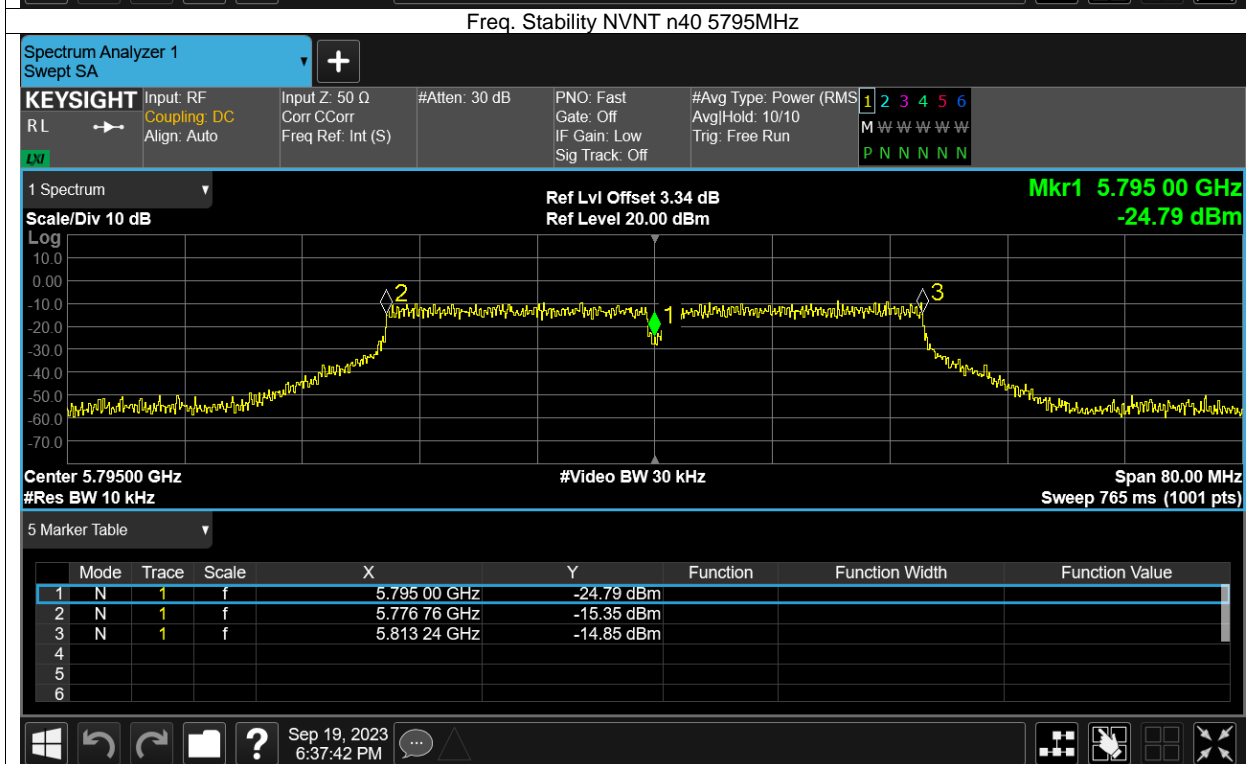 Freq. Stability NVNT n40 5795MHz
Spectrum Analyzer 1
Swept SA
KEYSIGHT
R L
LXI
Input: RF
Coupling: DC
Align: Auto
Input Z: 50 Ω
Corr CCorr
Freq Ref: Int (S)
#Atten: 30 dB
PNO: Fast
Gate: Off
IF Gain: Low
Sig Track: Off
#Avg Type: Power (RMS
Avg|Hold: 10/10
Trig: Free Run
1 2 3 4 5 6
M W W W W W
P N N N N N
1 Spectrum
Scale/Div 10 dB
Ref Lvl Offset 3.34 dB
Ref Level 20.00 dBm
Mkr1 5.795 00 GHz
-24.79 dBm
Log
10.0
0.00
-10.0
-20.0
-30.0
-40.0
-50.0
-60.0
-70.0
2
1
3
Center 5.79500 GHz
#Video BW 30 kHz
Span 80.00 MHz
#Res BW 10 kHz
Sweep 765 ms (1001 pts)
5 Marker Table
Mode Trace Scale X Y Function Function Width Function Value
1 N 1 f 5.795 00 GHz -24.79 dBm
2 N 1 f 5.776 76 GHz -15.35 dBm
3 N 1 f 5.813 24 GHz -14.85 dBm
4
5
6
?
Sep 19, 2023
6:37:42 PM